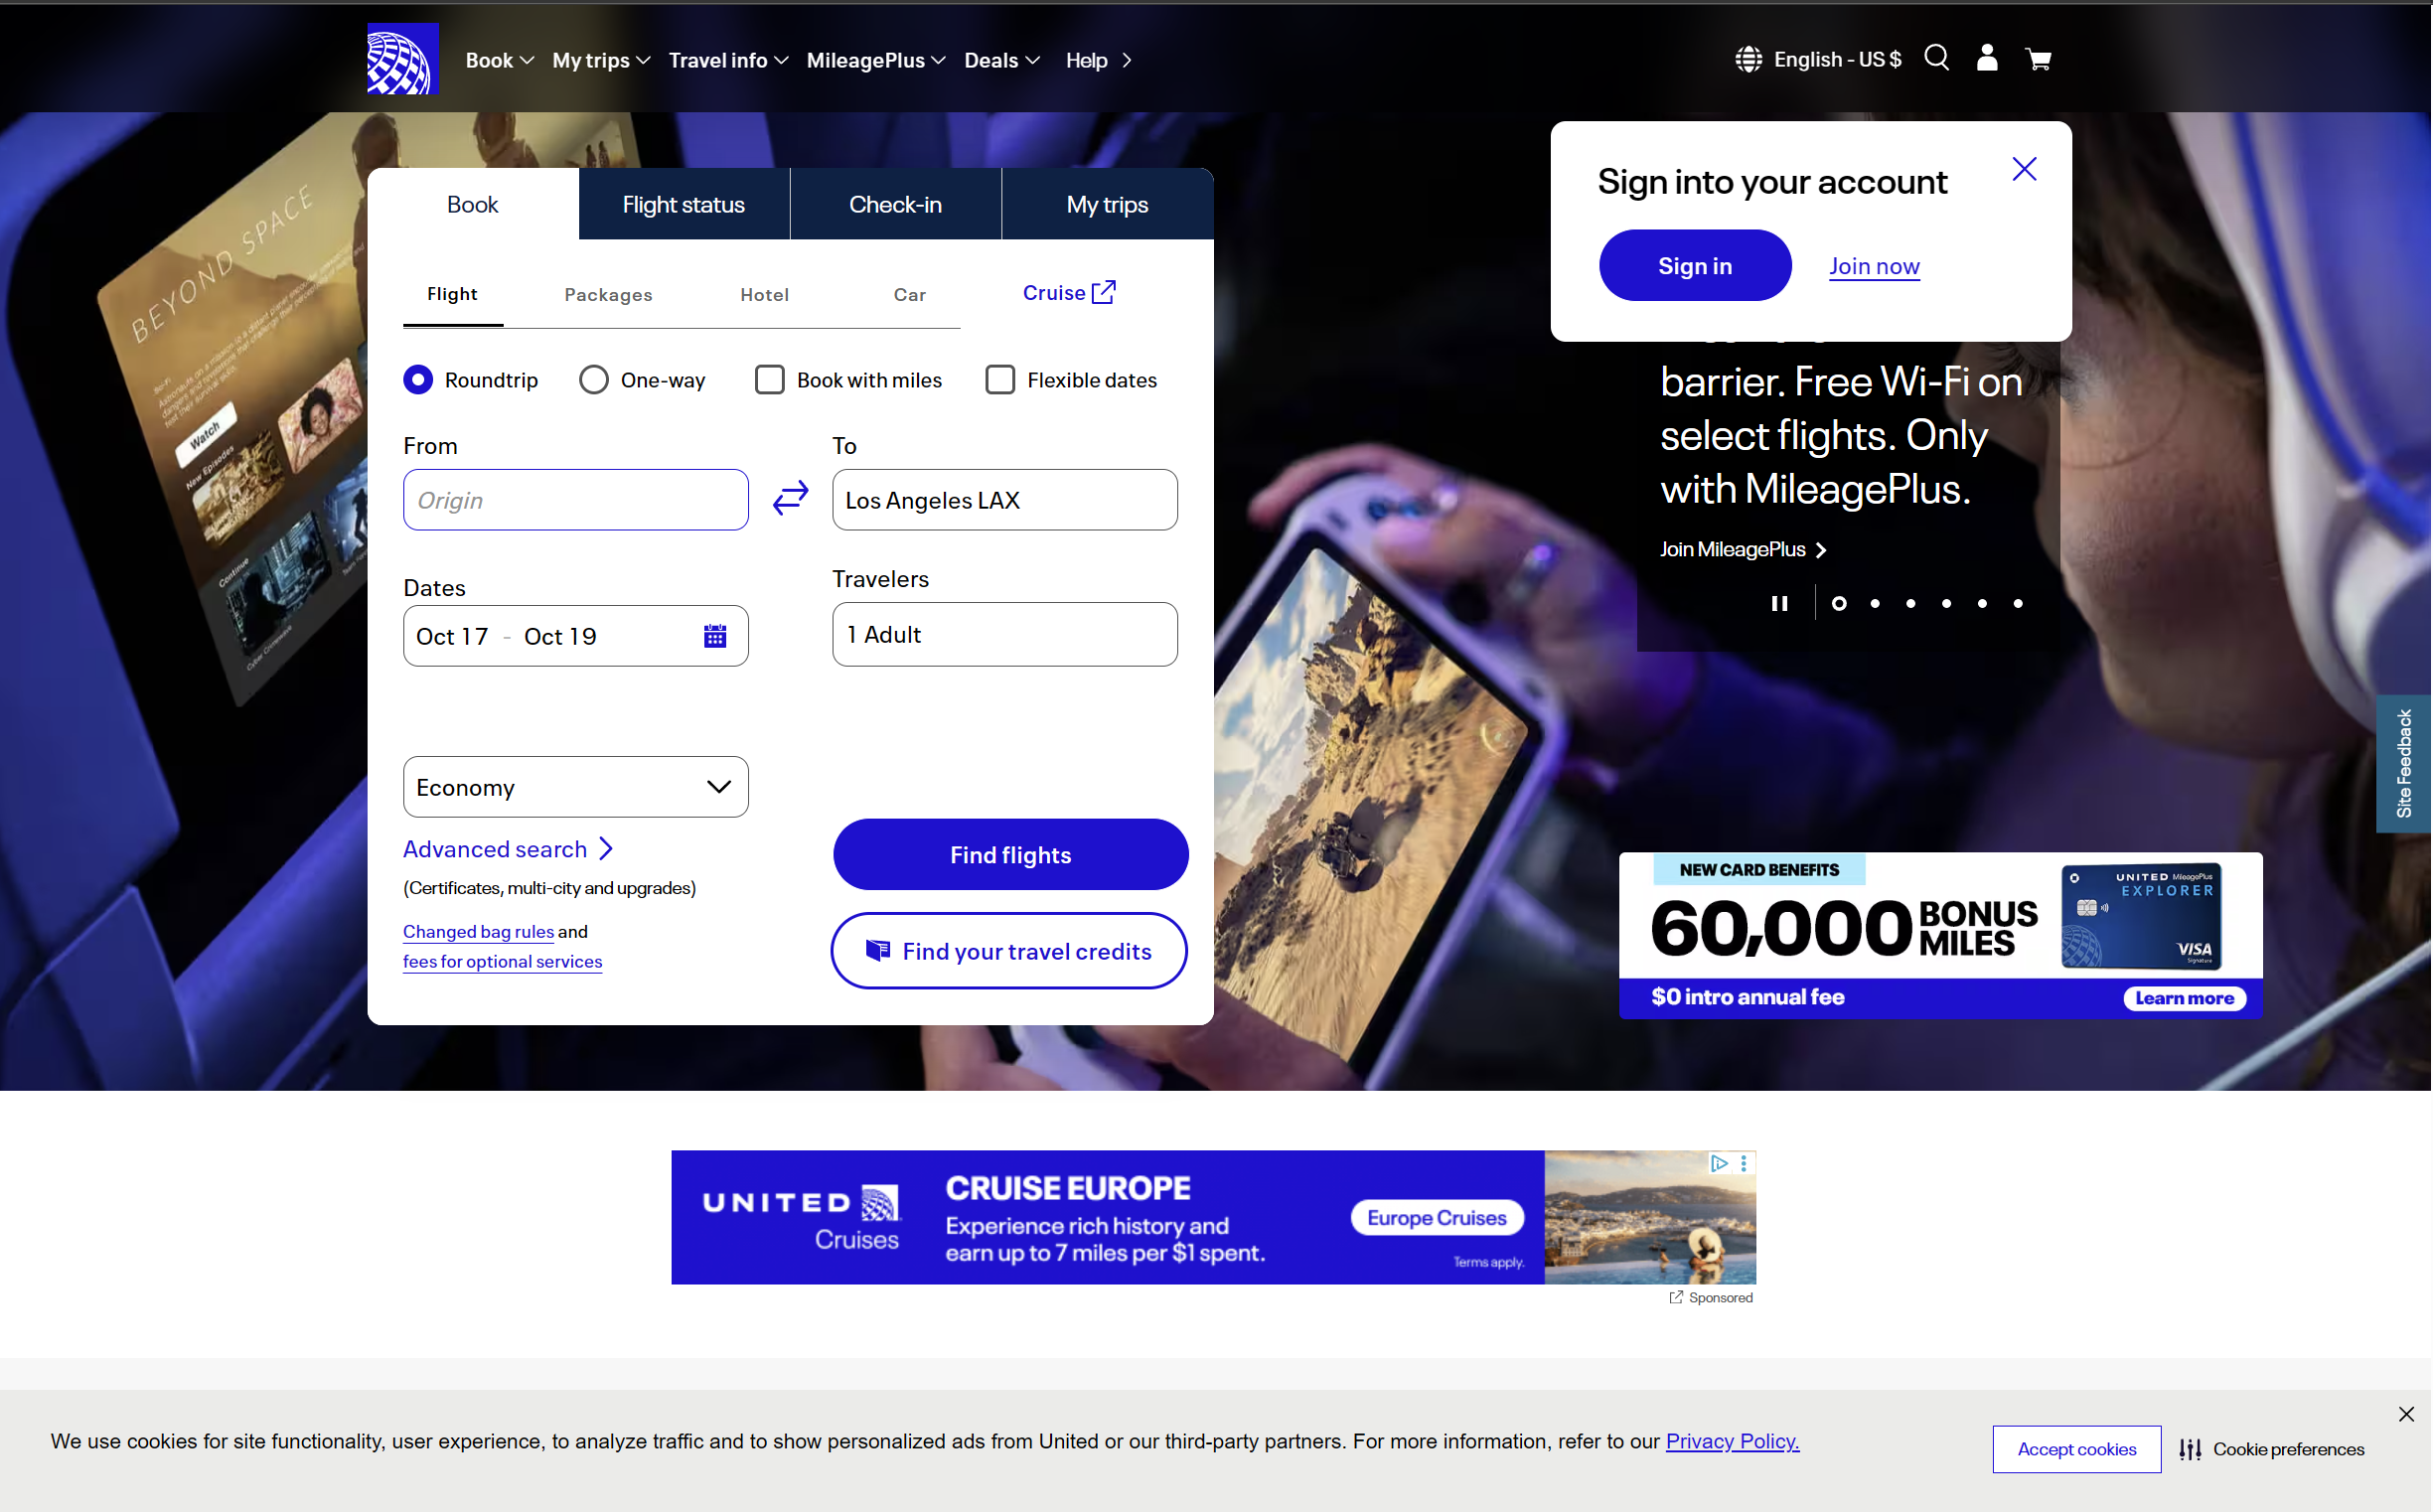 Book
My trips
Travel info
MileagePlus
Deals
Help
English - US $
Book
Flight status
Check-in
My trips
Flight
Packages
Hotel
Car
Cruise
Roundtrip
One-way
Book with miles
Flexible dates
From
Origin
To
Los Angeles LAX
Dates
Oct 17 - Oct 19
Travelers
1 Adult
Economy
Advanced search
(Certificates, multi-city and upgrades)
Changed bag rules and
fees for optional services
Find flights
Find your travel credits
Sign into your account
Sign in
Join now
barrier. Free Wi-Fi on
select flights. Only
with MileagePlus.
Join MileagePlus
BEYOND SPACE
Sci-Fi
Watch
New Episodes
Continue
Site Feedback
NEW CARD BENEFITS
60,000 BONUS
MILES
UNITED MileagePlus
EXPLORER
VISA
Signature
$0 intro annual fee
Learn more
UNITED
Cruises
CRUISE EUROPE
Experience rich history and
earn up to 7 miles per $1 spent.
Europe Cruises
Terms apply.
Sponsored
We use cookies for site functionality, user experience, to analyze traffic and to show personalized ads from United or our third-party partners. For more information, refer to our Privacy Policy.
Accept cookies
Cookie preferences